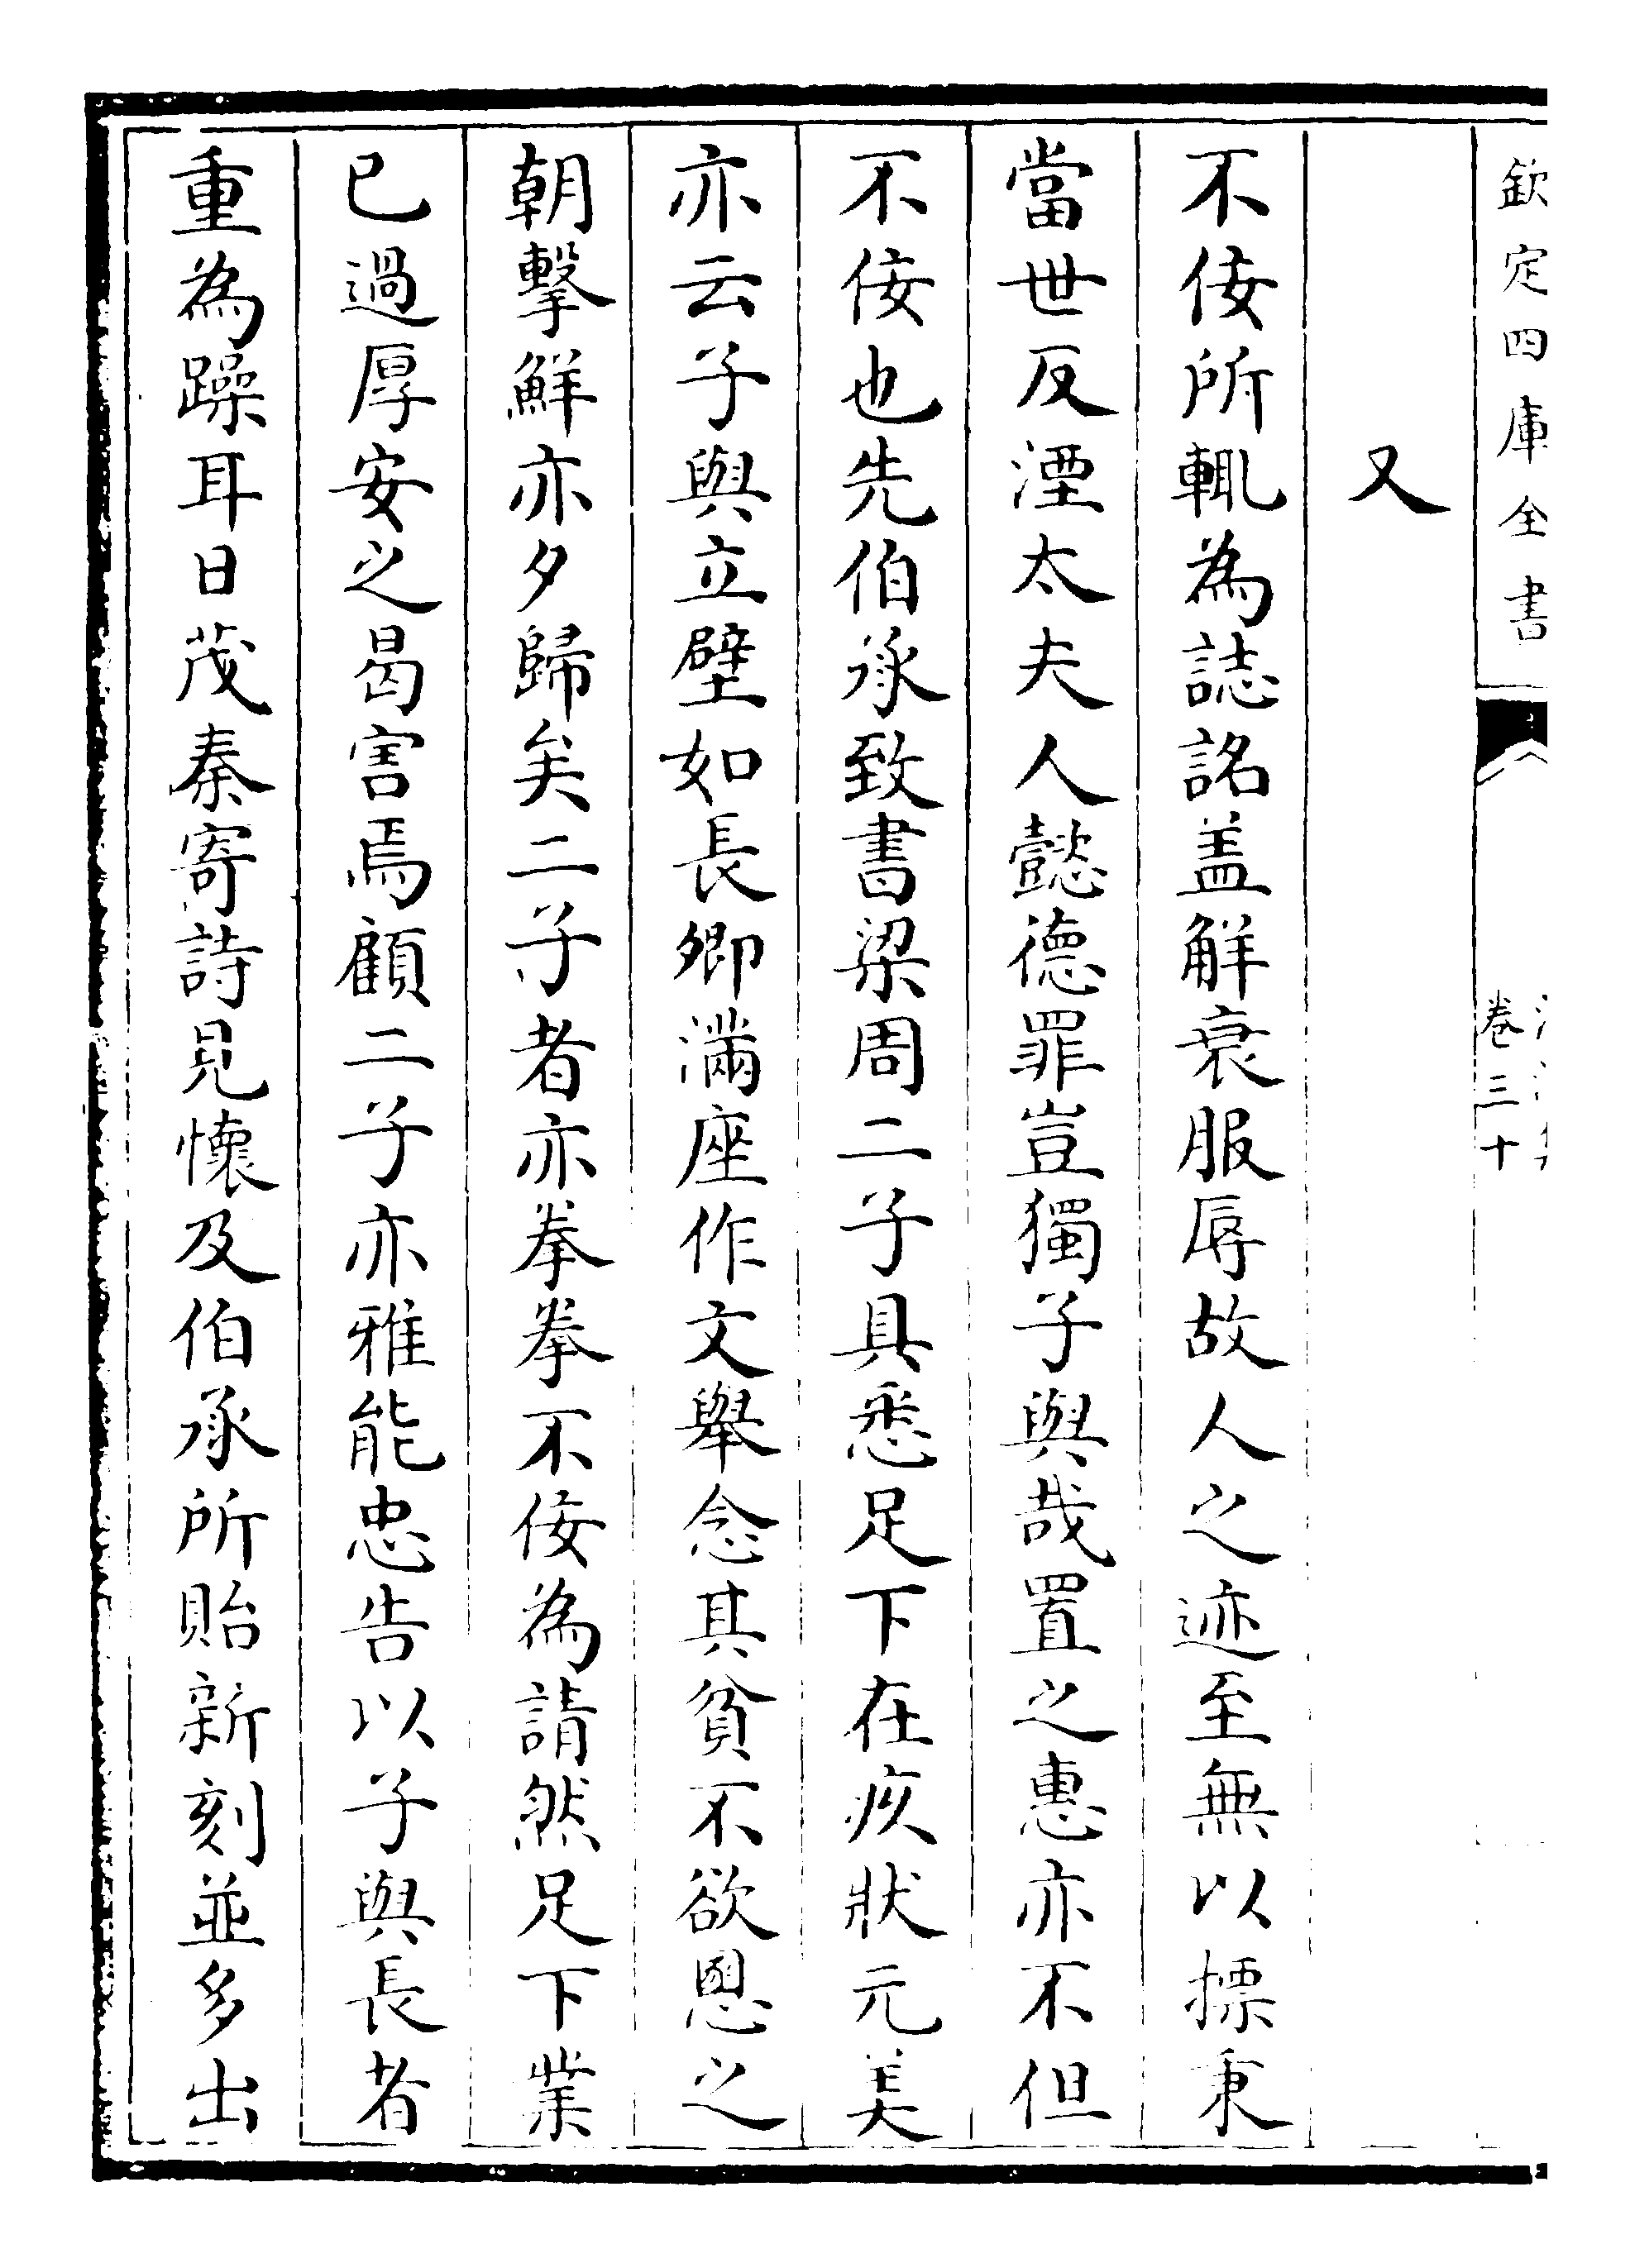 欽定四庫全書
卷三十
又
不佞所輒為誌銘盖解衰服辱故人之迹至無以摽秉
當世反湮太夫人懿德罪豈獨子與哉置之惠亦不但
不佞也先伯承致書梁周二子具悉足下在疚狀元美
亦云子與立壁如長卿滿座作文舉念其貧不欲恩之
朝擊鮮亦夕歸矣二子者亦拳拳不佞為請然足下業
已過厚安之曷害焉顧二子亦雅能忠告以子與長者
重為躁耳日茂秦寄詩見懷及伯承所貽新刻並多出